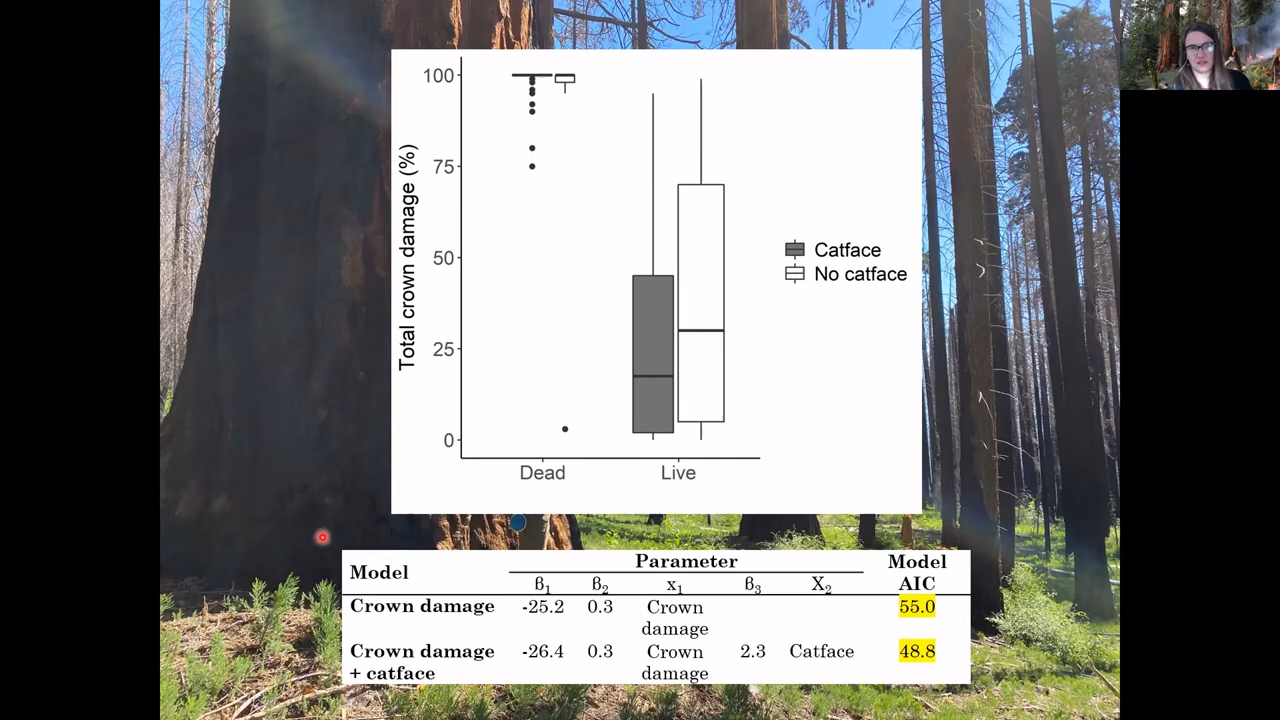 100
75
50
25
0
Total crown damage (%)
Dead Live
Catface
No catface
Model Parameter Model AIC
β1 β2 x1 β3 X2
Crown damage -25.2 0.3 Crown damage 55.0
Crown damage + catface -26.4 0.3 Crown damage 2.3 Catface 48.8